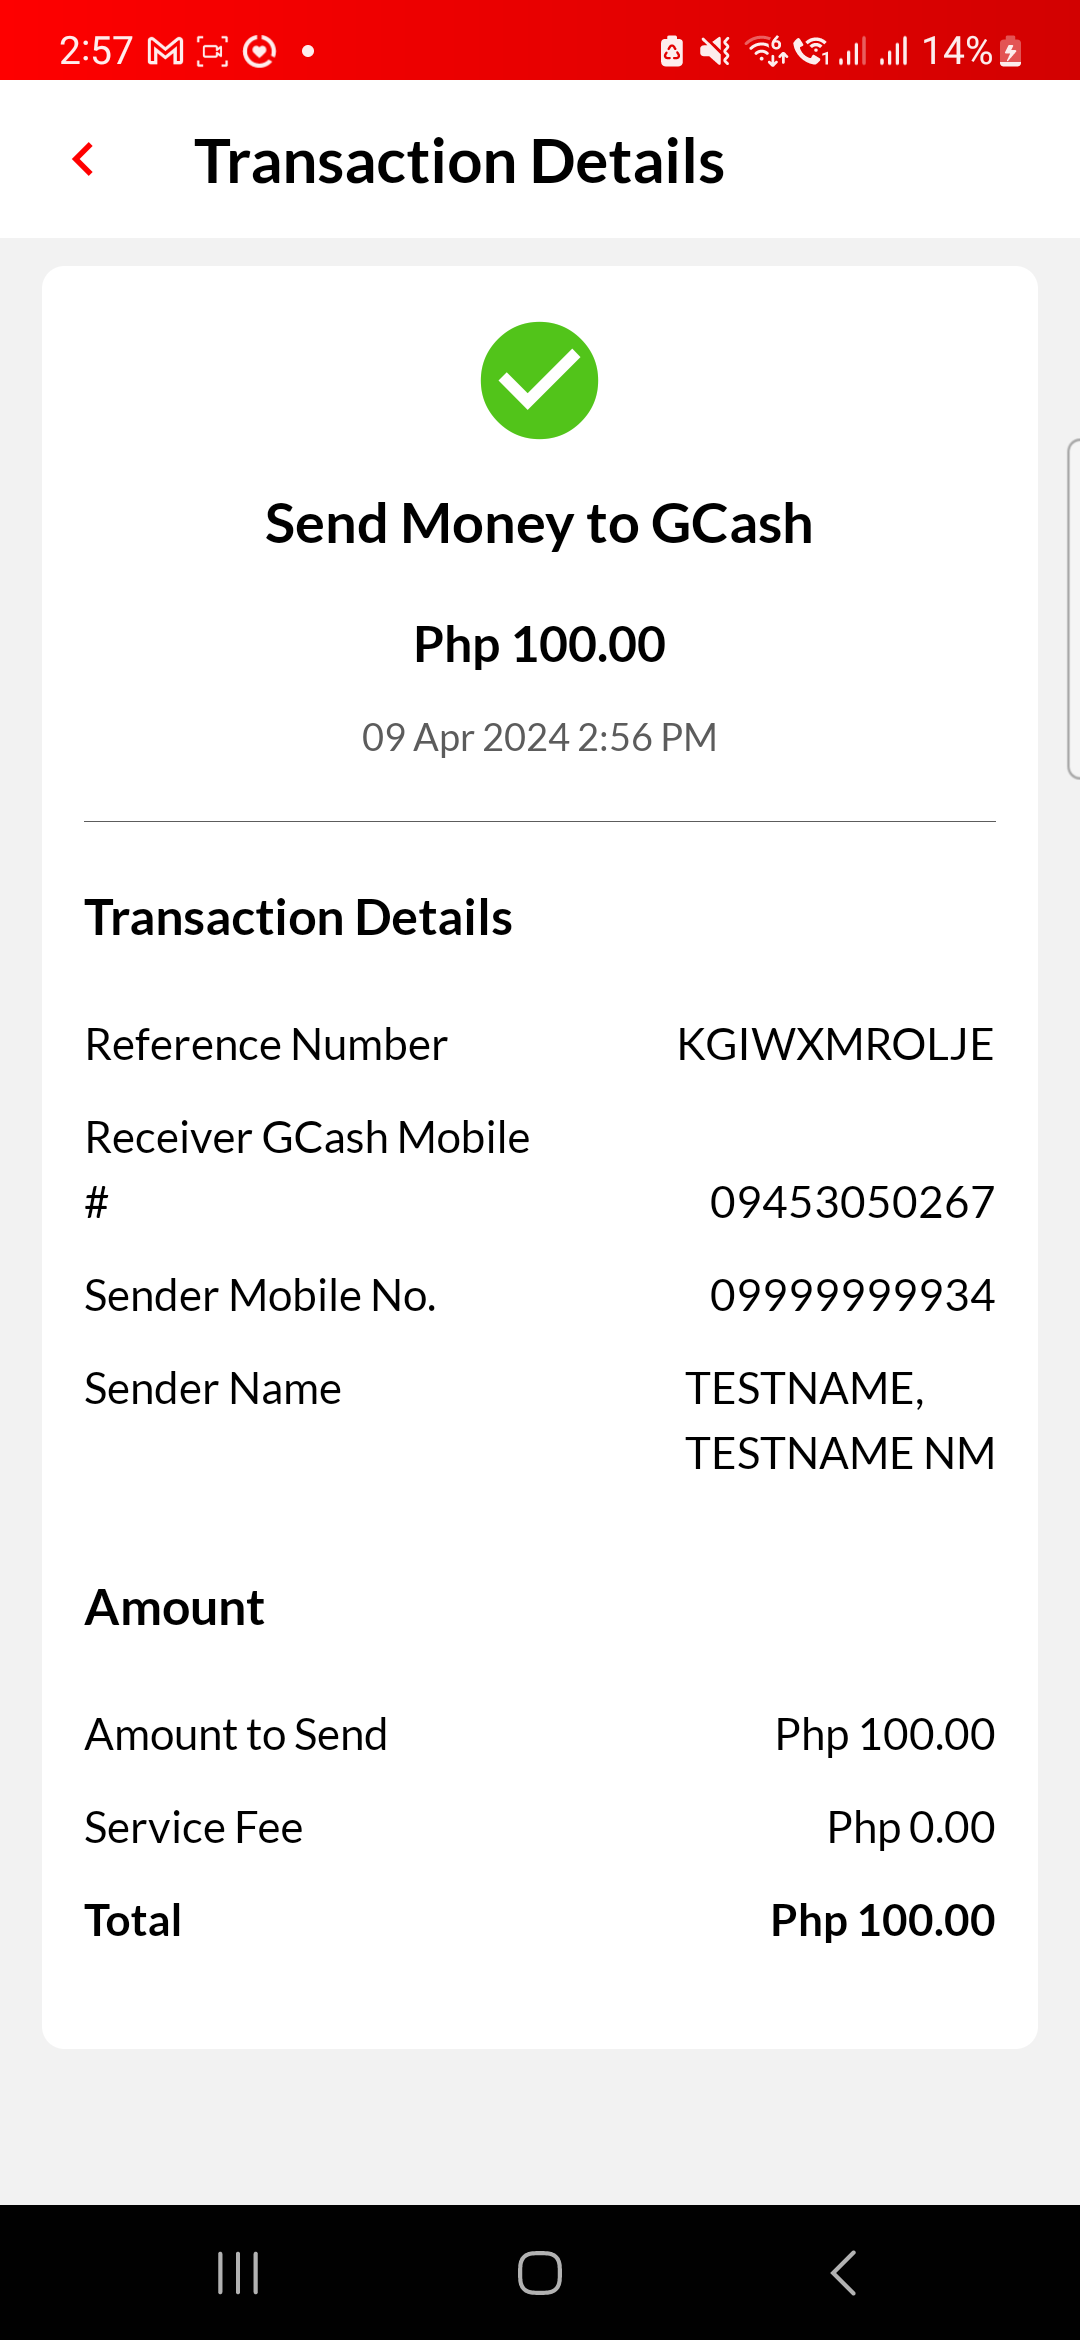 2:57
14%
Transaction Details
Send Money to GCash
Php 100.00
09 Apr 2024 2:56 PM
Transaction Details
Reference Number KGIWXMROLJE
Receiver GCash Mobile
# 09453050267
Sender Mobile No. 09999999934
Sender Name TESTNAME,
TESTNAME NM
Amount
Amount to Send Php 100.00
Service Fee Php 0.00
Total Php 100.00